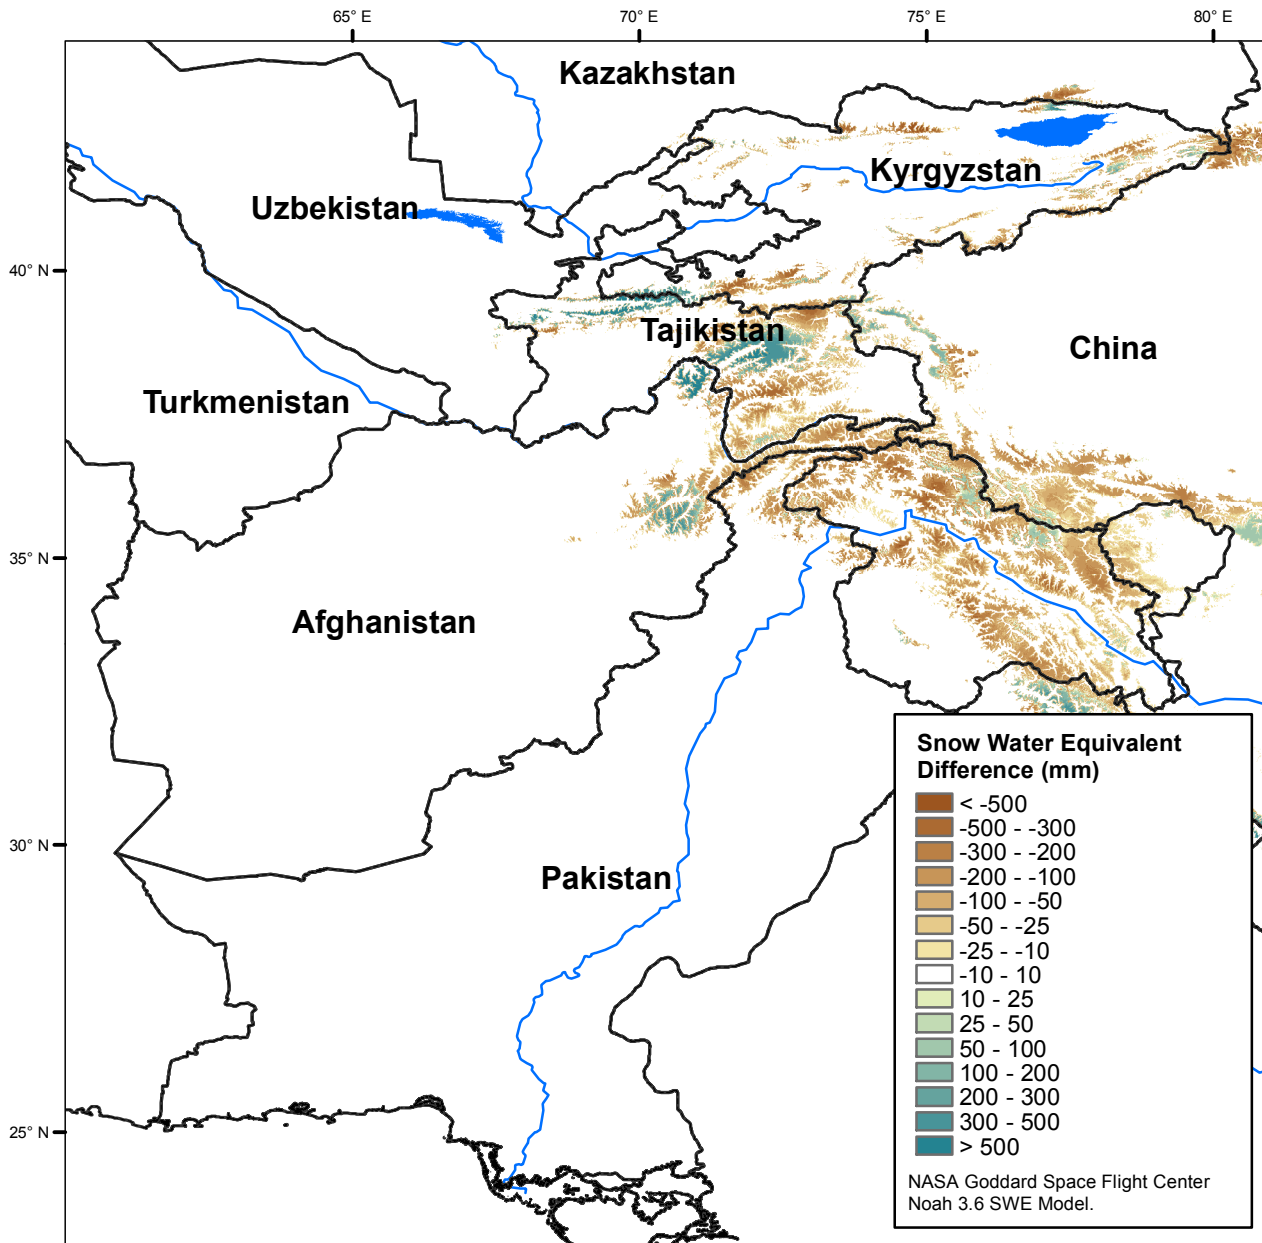 65° E
70° E
75° E
80° E
Kazakhstan
Kyrgyzstan
Uzbekistan
40° N
Tajikistan
China
Turkmenistan
35° N
Afghanistan
30° N
Pakistan
25° N
Snow Water Equivalent
Difference (mm)
< -500
-500 - -300
-300 - -200
-200 - -100
-100 - -50
-50 - -25
-25 - -10
-10 - 10
10 - 25
25 - 50
50 - 100
100 - 200
200 - 300
300 - 500
> 500
NASA Goddard Space Flight Center
Noah 3.6 SWE Model.